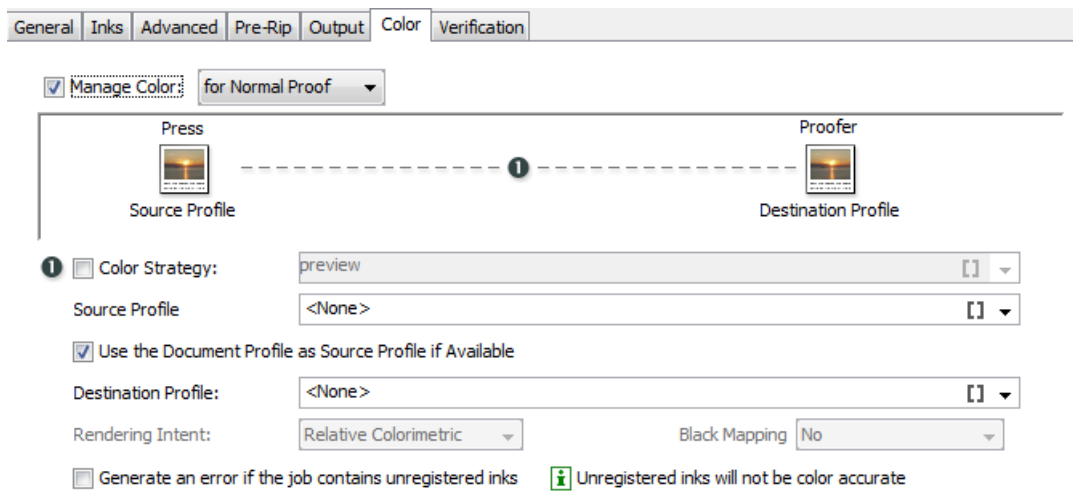 General Inks Advanced Pre-Rip Output Color Verification
Manage Color: for Normal Proof
Press Proofer
1
Source Profile Destination Profile
1 Color Strategy: preview []
Source Profile <None> []
Use the Document Profile as Source Profile if Available
Destination Profile: <None> []
Rendering Intent: Relative Colorimetric Black Mapping No
Generate an error if the job contains unregistered inks i Unregistered inks will not be color accurate